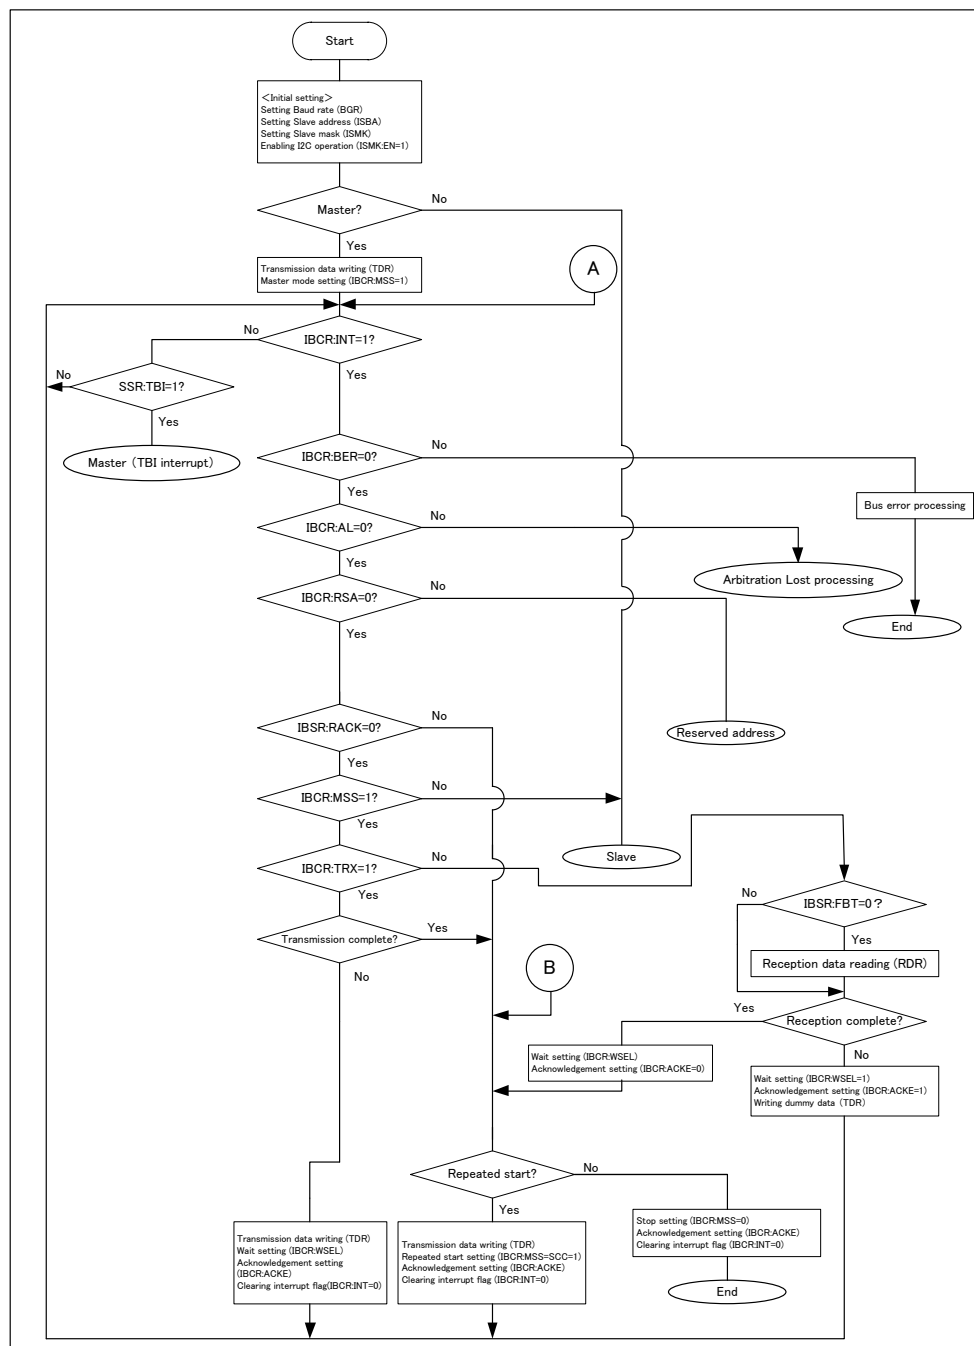 Start
<Initial setting>
Setting Baud rate (BGR)
Setting Slave address (ISBA)
Setting Slave mask (ISMK)
Enabling I2C operation (ISMK:EN=1)
No
Master?
Yes
Transmission data writing (TDR)
Master mode setting (IBCR:MSS=1)
A
No
IBCR:INT=1?
Yes
No
SSR:TBI=1?
Yes
Master (TBI interrupt)
No
IBCR:BER=0?
Yes
Bus error processing
No
IBCR:AL=0?
Yes
Arbitration Lost processing
No
IBCR:RSA=0?
Yes
End
No
IBSR:RACK=0?
Yes
Reserved address
No
IBCR:MSS=1?
Yes
Slave
No
IBCR:TRX=1?
Yes
No
IBSR:FBT=0?
Yes
Yes
Transmission complete?
No
Reception data reading (RDR)
B
Yes
Reception complete?
No
Wait setting (IBCR:WSEL)
Acknowledgement setting (IBCR:ACKE=0)
Wait setting (IBCR:WSEL=1)
Acknowledgement setting (IBCR:ACKE=1)
Writing dummy data (TDR)
Repeated start?
No
Yes
Transmission data writing (TDR)
Wait setting (IBCR:WSEL)
Acknowledgement setting
(IBCR:ACKE)
Clearing interrupt flag(IBCR:INT=0)
Transmission data writing (TDR)
Repeated start setting (IBCR:MSS=SCC=1)
Acknowledgement setting (IBCR:ACKE)
Clearing interrupt flag (IBCR:INT=0)
Stop setting (IBCR:MSS=0)
Acknowledgement setting (IBCR:ACKE)
Clearing interrupt flag (IBCR:INT=0)
End